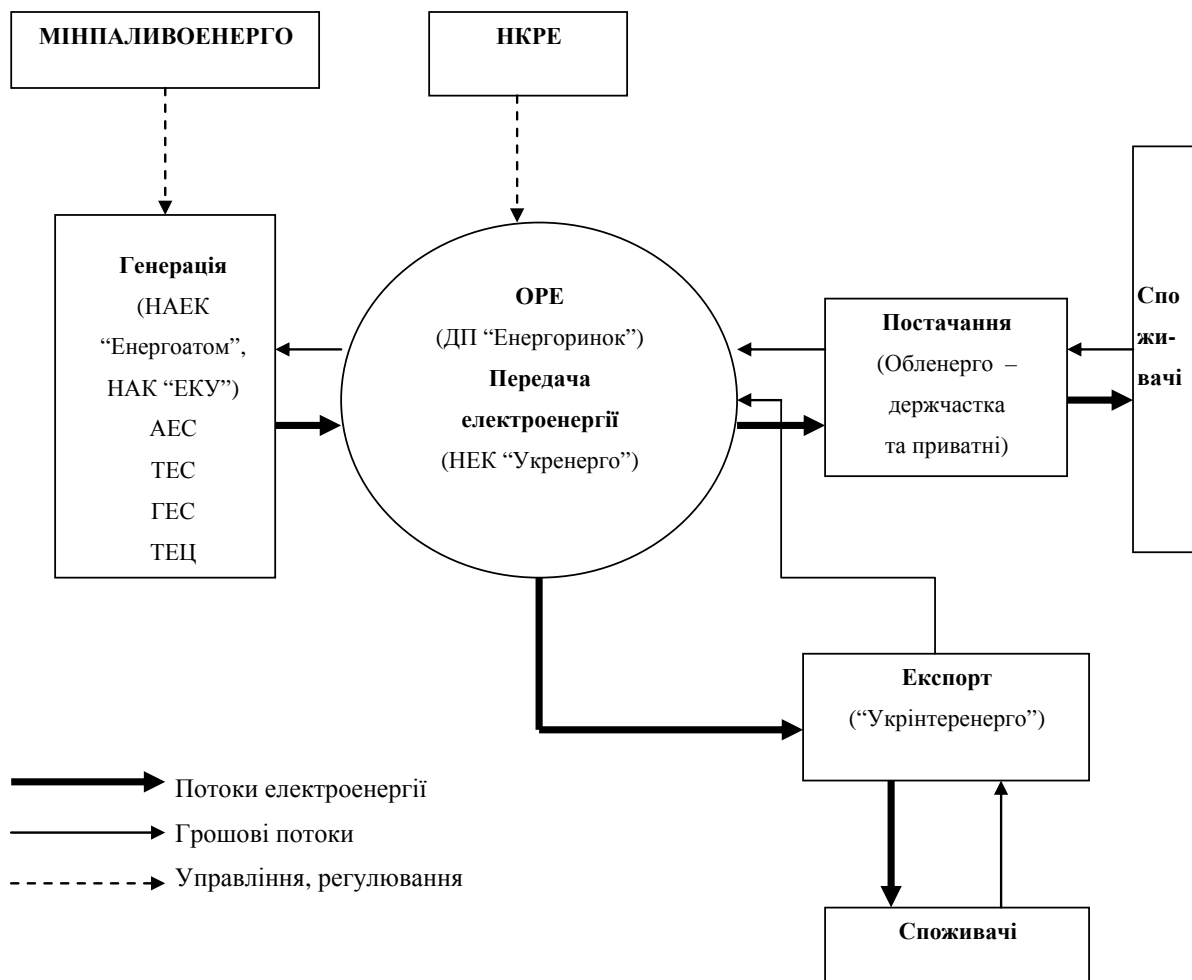 МІНПАЛИВОЕНЕРГО
НКРЕ
Генерація
(НАЕК
“Енергоатом”,
НАК “ЕКУ”)
АЕС
ТЕС
ГЕС
ТЕЦ
ОРЕ
(ДП “Енергоринок”)
Передача
електроенергії
(НЕК “Укренерго”)
Постачання
(Обленерго –
держчастка
та приватні)
Спо
жи-
вачі
Експорт
(“Укрінтеренерго”)
Потоки електроенергії
Грошові потоки
Управління, регулювання
Споживачі